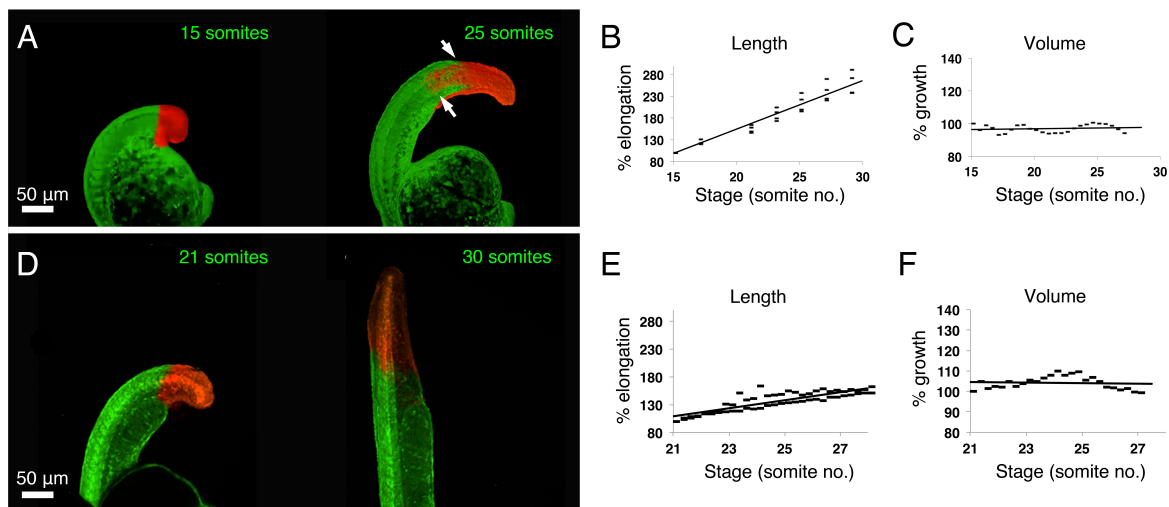 A
15 somites
25 somites
50 µm
B
Length
% elongation
280
230
180
130
80
15
20
25
30
Stage (somite no.)
C
Volume
% growth
140
120
100
80
15
20
25
30
Stage (somite no.)
D
21 somites
30 somites
50 µm
E
Length
% elongation
280
230
180
130
80
21
23
25
27
Stage (somite no.)
F
Volume
% growth
140
130
120
110
100
90
80
21
23
25
27
Stage (somite no.)